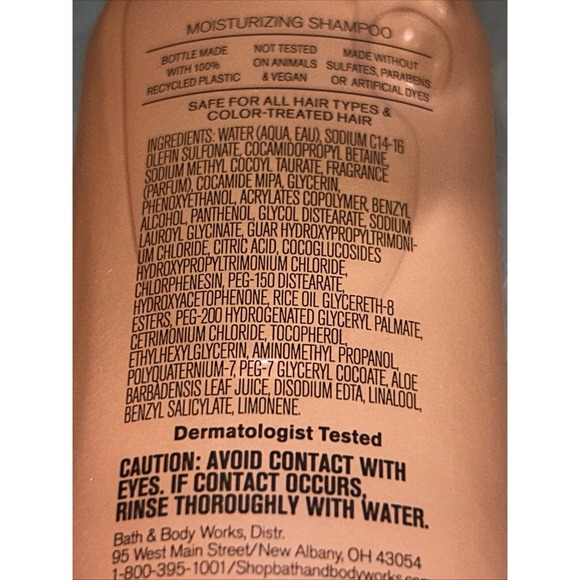 MOISTURIZING SHAMPOO
BOTTLE MADE
WITH 100%
RECYCLED PLASTIC
NOT TESTED
ON ANIMALS
& VEGAN
MADE WITHOUT
SULFATES, PARABENS
OR ARTIFICIAL DYES
SAFE FOR ALL HAIR TYPES &
COLOR-TREATED HAIR
INGREDIENTS: WATER (AQUA, EAU), SODIUM C14-16
OLEFIN SULFONATE, COCAMIDOPROPYL BETAINE,
SODIUM METHYL COCOYL TAURATE, FRAGRANCE
(PARFUM), COCAMIDE MIPA, GLYCERIN,
PHENOXYETHANOL, ACRYLATES COPOLYMER, BENZYL
ALCOHOL, PANTHENOL, GLYCOL DISTEARATE, SODIUM
LAUROYL GLYCINATE, GUAR HYDROXYPROPYLTRIMONI-
UM CHLORIDE, CITRIC ACID, COCOGLUCOSIDES
HYDROXYPROPYLTRIMONIUM CHLORIDE,
CHLORPHENESIN, PEG-150 DISTEARATE,
HYDROXYACETOPHENONE, RICE OIL GLYCERETH-8
ESTERS, PEG-200 HYDROGENATED GLYCERYL PALMATE,
CETRIMONIUM CHLORIDE, TOCOPHEROL,
ETHYLHEXYLGLYCERIN, AMINOMETHYL PROPANOL,
POLYQUATERNIUM-7, PEG-7 GLYCERYL COCOATE, ALOE
BARBADENSIS LEAF JUICE, DISODIUM EDTA, LINALOOL,
BENZYL SALICYLATE, LIMONENE.
Dermatologist Tested
CAUTION: AVOID CONTACT WITH
EYES. IF CONTACT OCCURS,
RINSE THOROUGHLY WITH WATER.
Bath & Body Works, Distr.
95 West Main Street/New Albany, OH 43054
1-800-395-1001/Shopbathandbodyworks.com